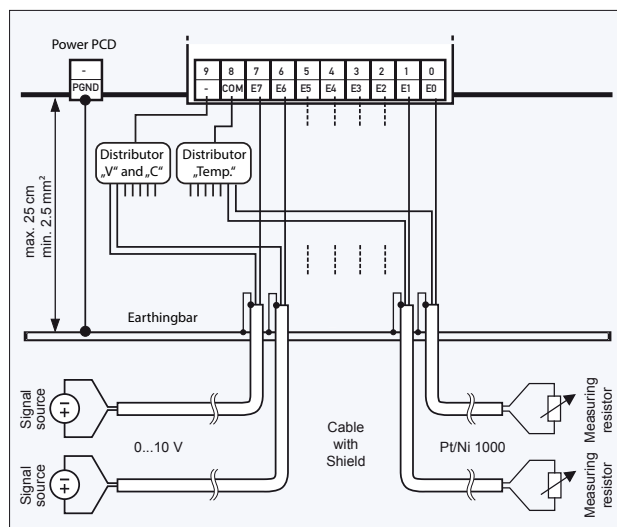 Power PCD
-
PGND
9 8 7 6 5 4 3 2 1 0
- COM E7 E6 E5 E4 E3 E2 E1 E0
Distributor
„V“ and „C“
Distributor
„Temp.“
max. 25 cm
min. 2.5 mm²
Earthingbar
Signal
source
0...10 V
Cable
with
Shield
Pt/Ni 1000
Measuring
resistor
Signal
source
Measuring
resistor